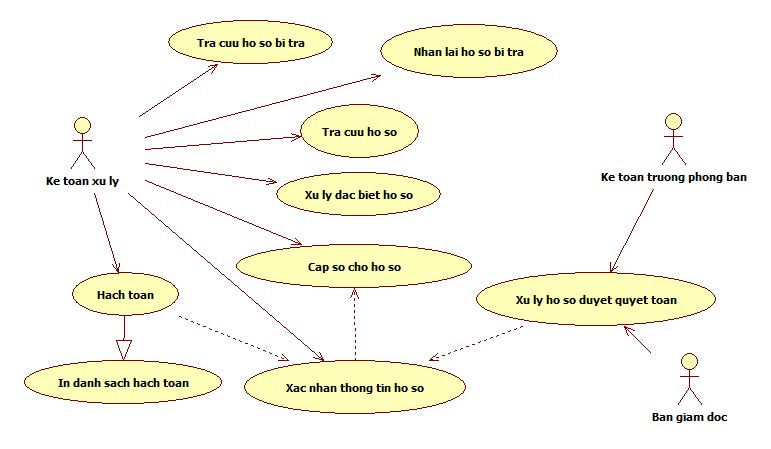 Tra cuu ho so bi tra
Nhan lai ho so bi tra
Tra cuu ho so
Ke toan xu ly
Ke toan truong phong ban
Xu ly dac biet ho so
Cap so cho ho so
Hach toan
Xu ly ho so duyet quyet toan
In danh sach hach toan
Xac nhan thong tin ho so
Ban giam doc